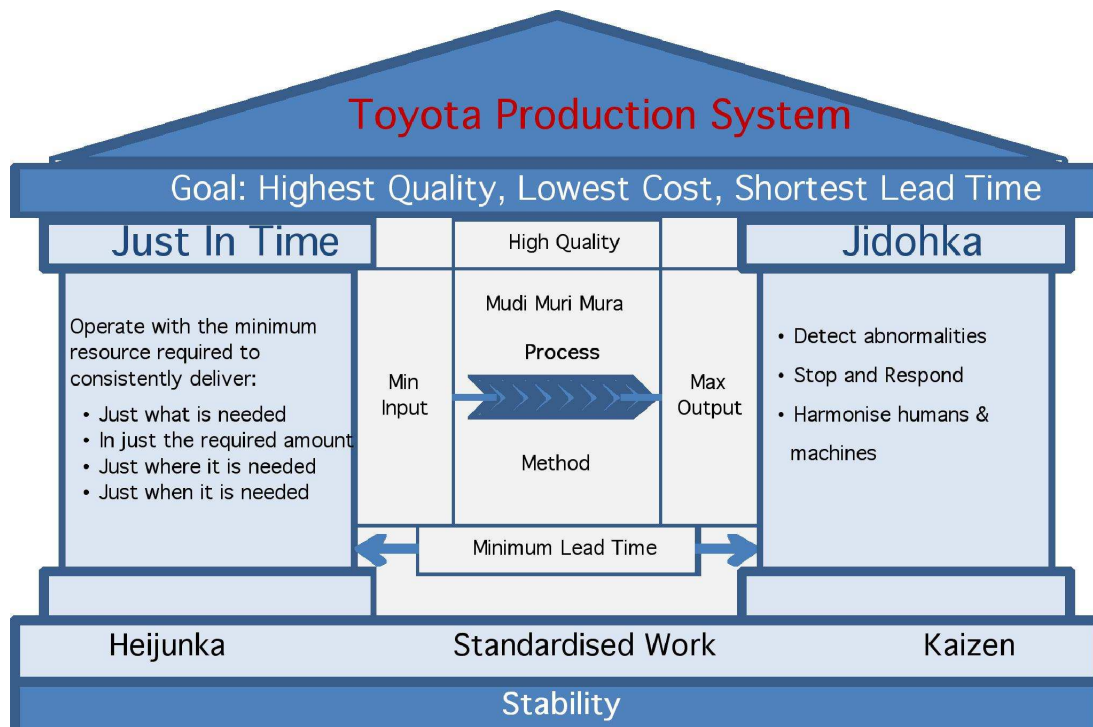 Toyota Production System
Goal: Highest Quality, Lowest Cost, Shortest Lead Time
Just In Time
Operate with the minimum
resource required to
consistently deliver:
• Just what is needed
• In just the required amount
• Just where it is needed
• Just when it is needed
High Quality
Mudi Muri Mura
Process
Min
Input
Max
Output
Method
Minimum Lead Time
Jidohka
• Detect abnormalities
• Stop and Respond
• Harmonise humans &
machines
Heijunka
Standardised Work
Kaizen
Stability